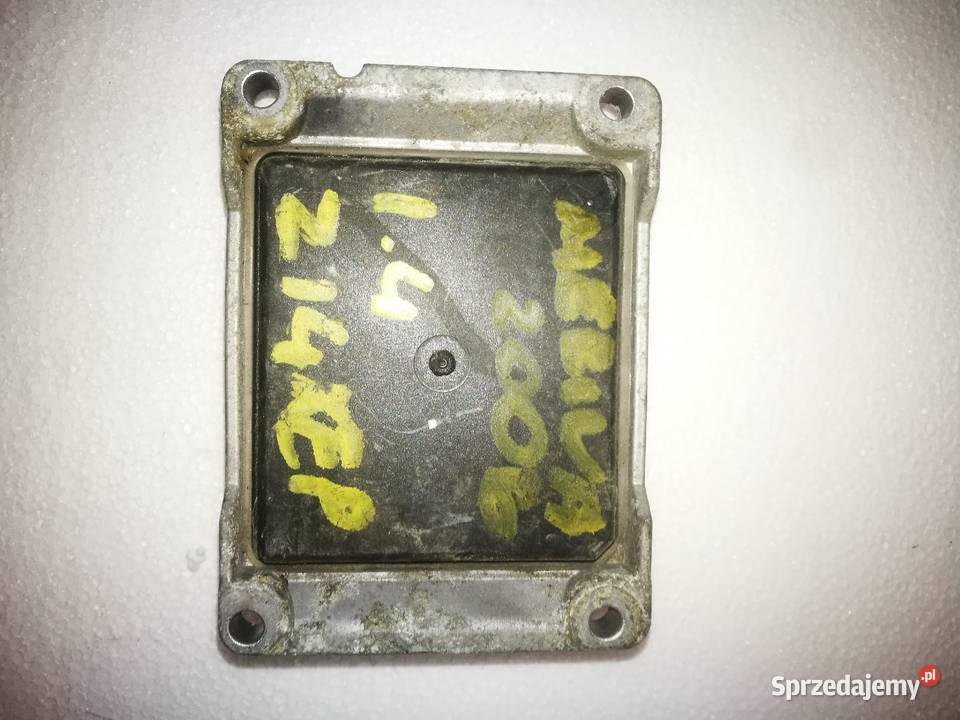 MERIVA
2006
1.4
Z14XEP
Sprzedajemy.pl